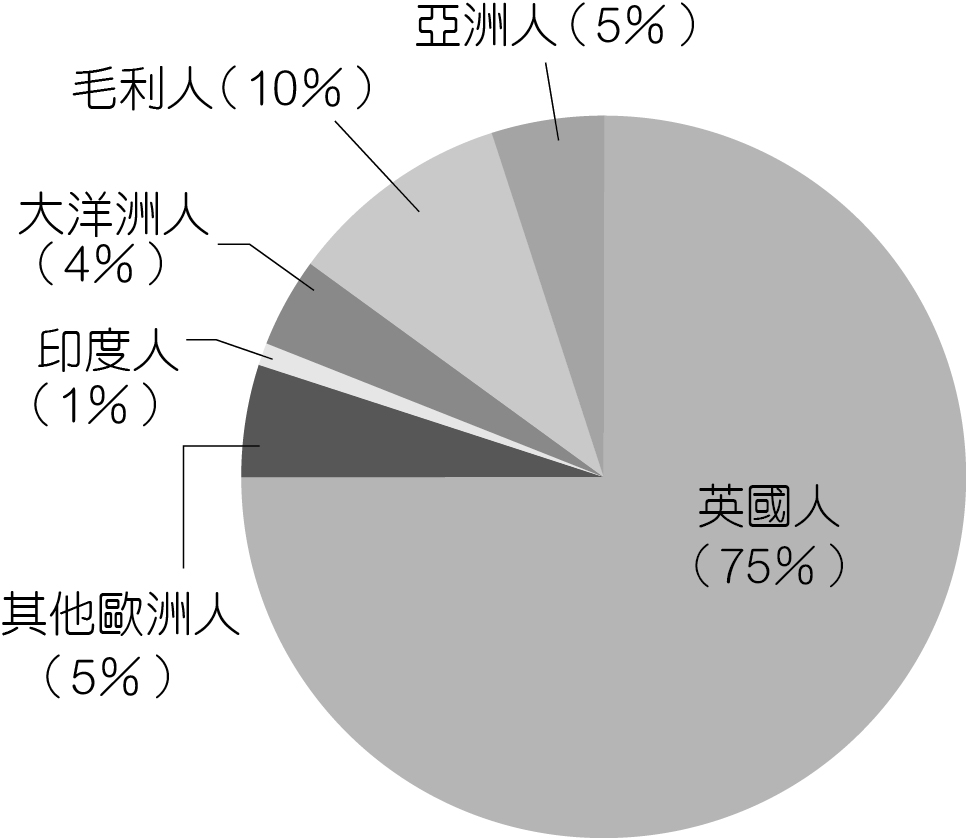 亞洲人（5%）
毛利人（10%）
大洋洲人
（4%）
印度人
（1%）
英國人
（75%）
其他歐洲人
（5%）